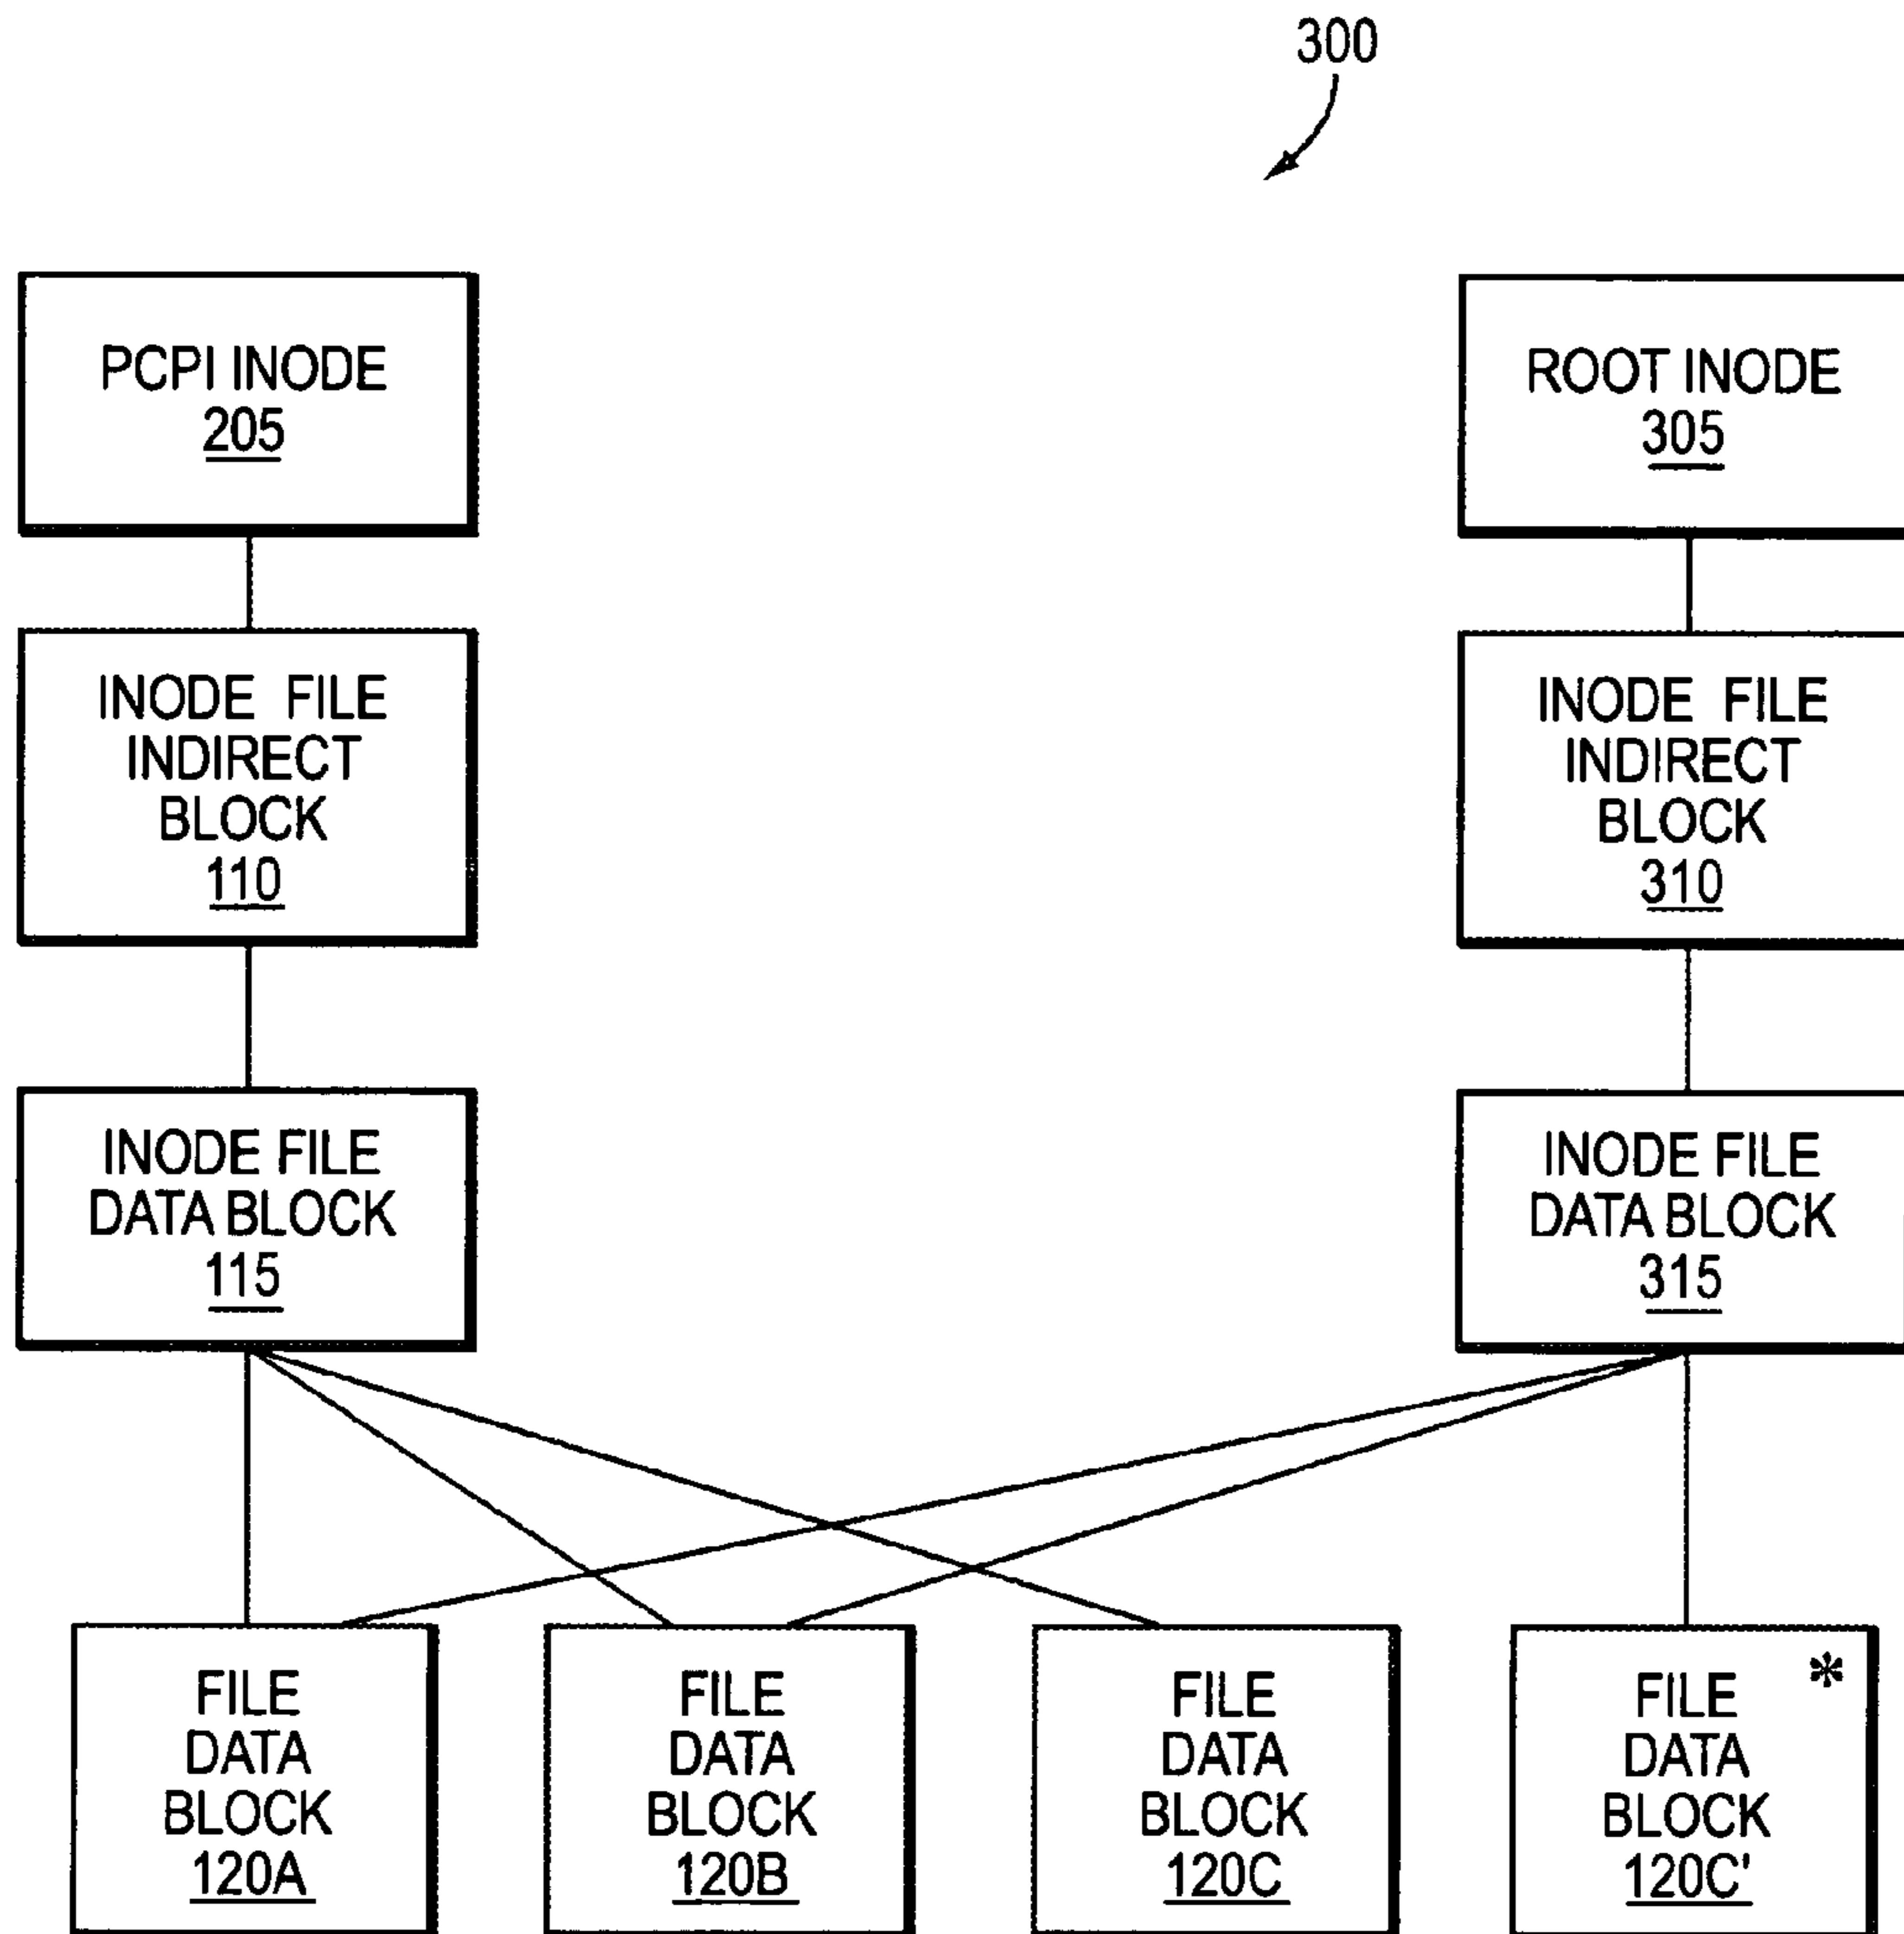 300
PCPI INODE
205
ROOT INODE
305
INODE FILE
INDIRECT
BLOCK
110
INODE FILE
INDIRECT
BLOCK
310
INODE FILE
DATA BLOCK
115
INODE FILE
DATA BLOCK
315
FILE
DATA
BLOCK
120A
FILE
DATA
BLOCK
120B
FILE
DATA
BLOCK
120C
*
FILE
DATA
BLOCK
120C'